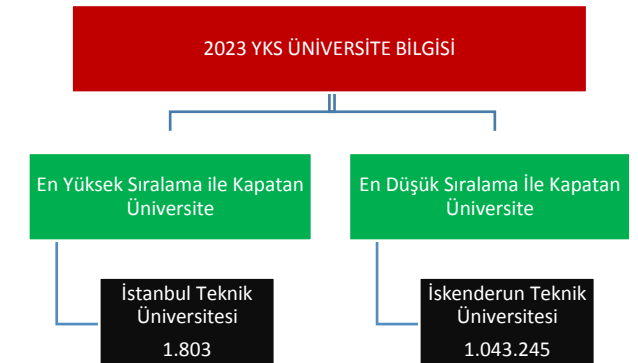 2023 YKS ÜNİVERSİTE BİLGİSİ
En Yüksek Sıralama ile Kapatan
Üniversite
En Düşük Sıralama İle Kapatan
Üniversite
İstanbul Teknik
Üniversitesi
1.803
İskenderun Teknik
Üniversitesi
1.043.245